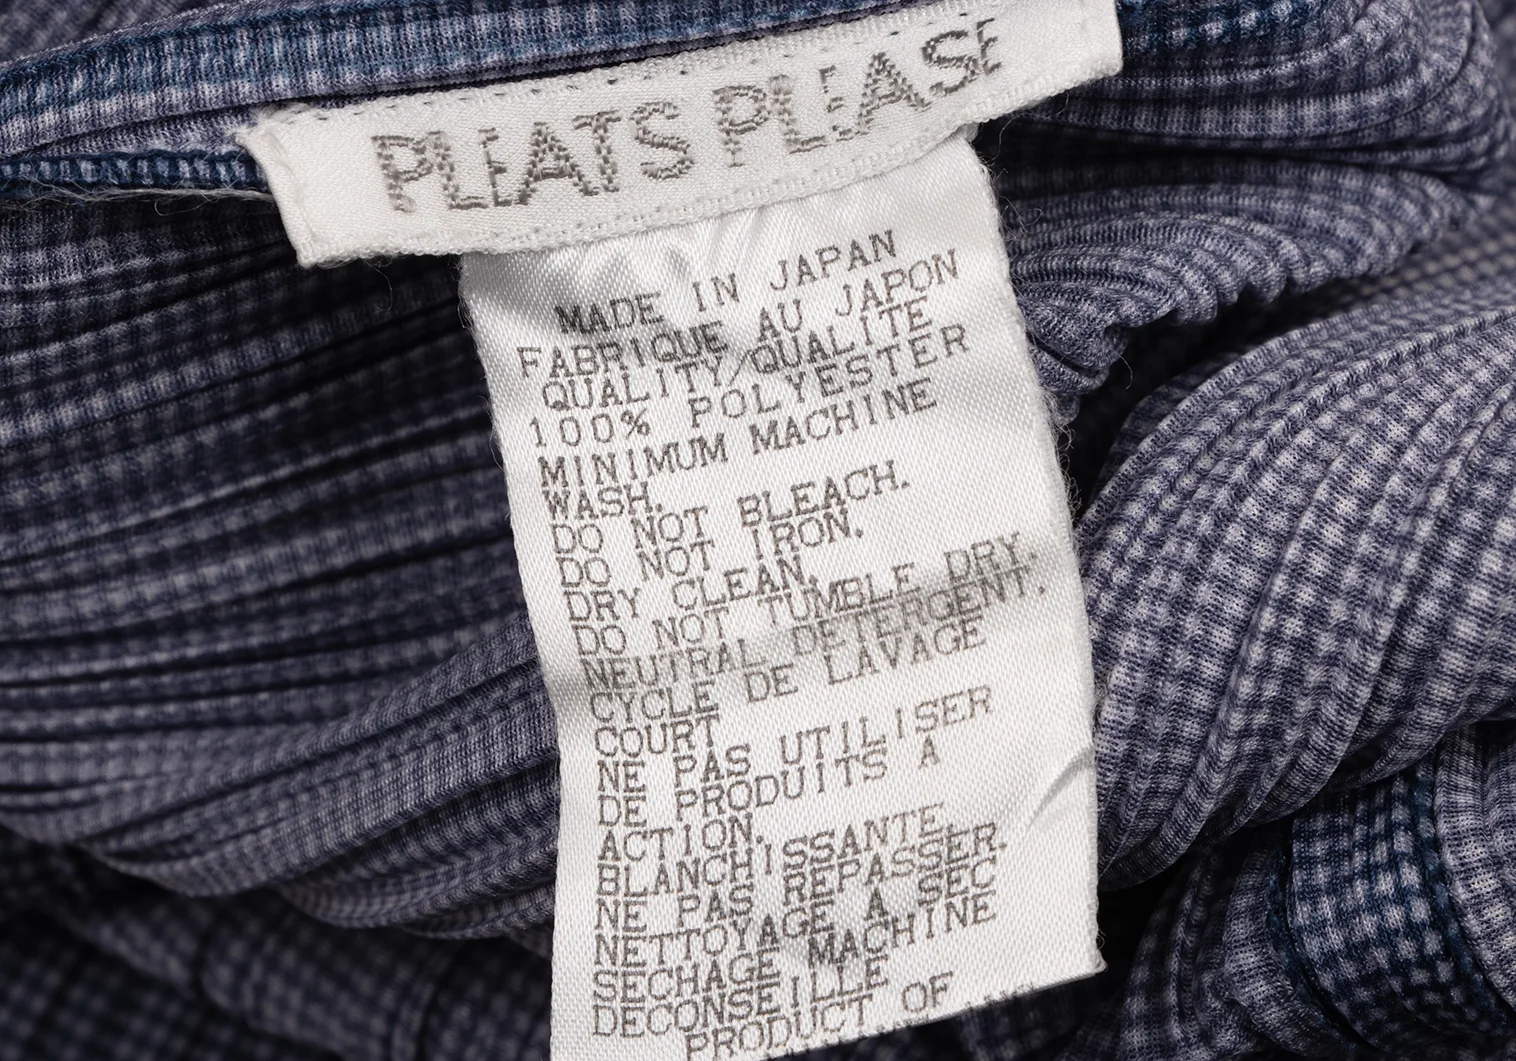 PLEATS PLEASE
MADE IN JAPAN
FABRIQUE AU JAPON
QUALITY/QUALITE
100% POLYESTER
MINIMUM MACHINE
WASH.
DO NOT BLEACH.
DO NOT IRON.
DRY CLEAN.
DO NOT TUMBLE DRY.
NEUTRAL DETERGENT.
CYCLE DE LAVAGE
COURT
NE PAS UTILISER
DE PRODUITS A
ACTION.
BLANCHISSANTE
NE PAS REPASSER.
NETTOYAGE A SEC
SECHAGE MACHINE
DECONSEILLE
PRODUCT OF